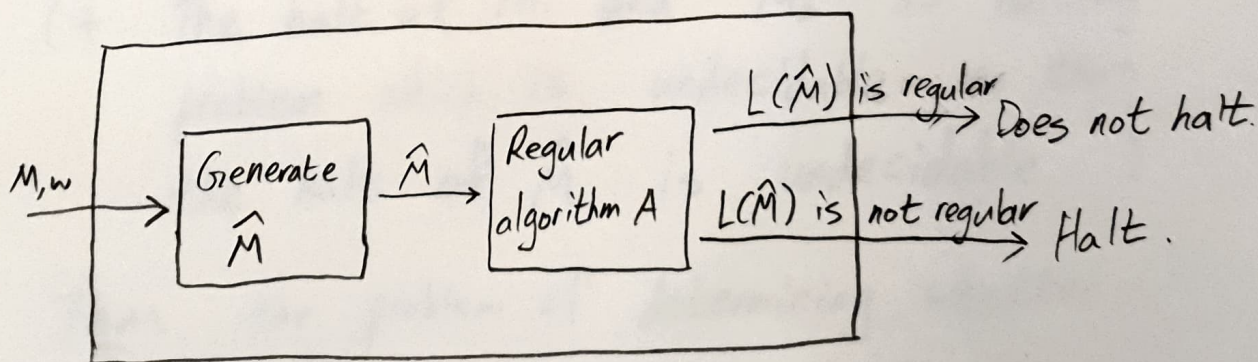 M,w
Generate
M̂
M̂
Regular
algorithm A
L(M̂) is regular
Does not halt.
L(M̂) is not regular
Halt.